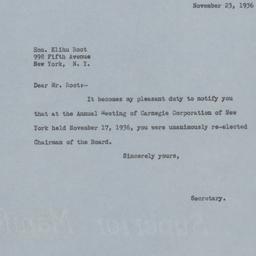 November 23, 1936
Hon. Elihu Root
998 Fifth Avenue
New York, N. Y.
Dear Mr. Root:-
It becomes my pleasant duty to notify you
that at the Annual Meeting of Carnegie Corporation of New
York held November 17, 1936, you were unanimously re-elected
Chairman of the Board.
Sincerely yours,
Secretary.